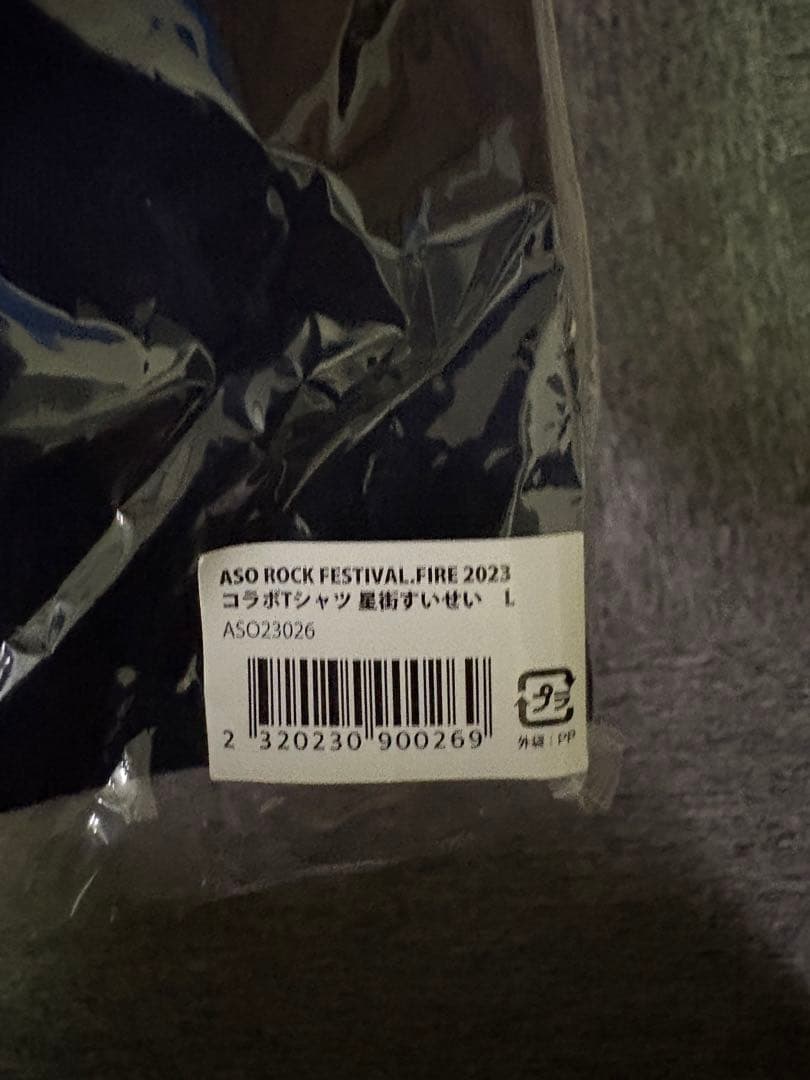 ASO ROCK FESTIVAL.FIRE 2023
コラボTシャツ 星街すいせい L
ASO23026
2 320230 900269
プラ
外袋：PP